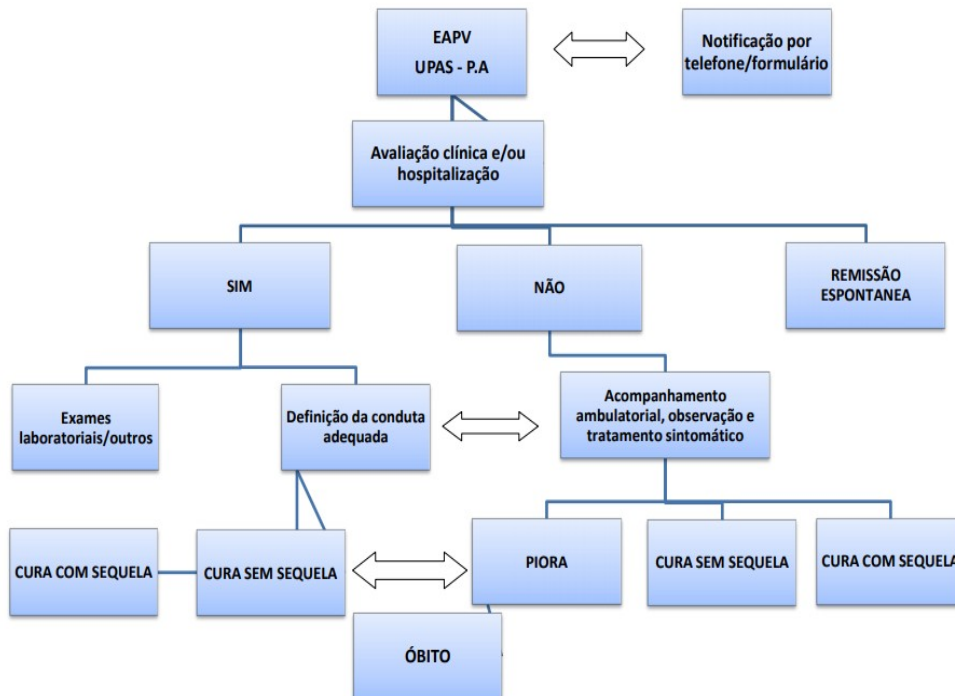 EAPV
UPAS - P.A
Notificação por
telefone/formulário
Avaliação clínica e/ou
hospitalização
SIM
NÃO
REMISSÃO
ESPONTANEA
Exames
laboratoriais/outros
Definição da conduta
adequada
Acompanhamento
ambulatorial, observação e
tratamento sintomático
CURA COM SEQUELA
CURA SEM SEQUELA
PIORA
CURA SEM SEQUELA
CURA COM SEQUELA
ÓBITO